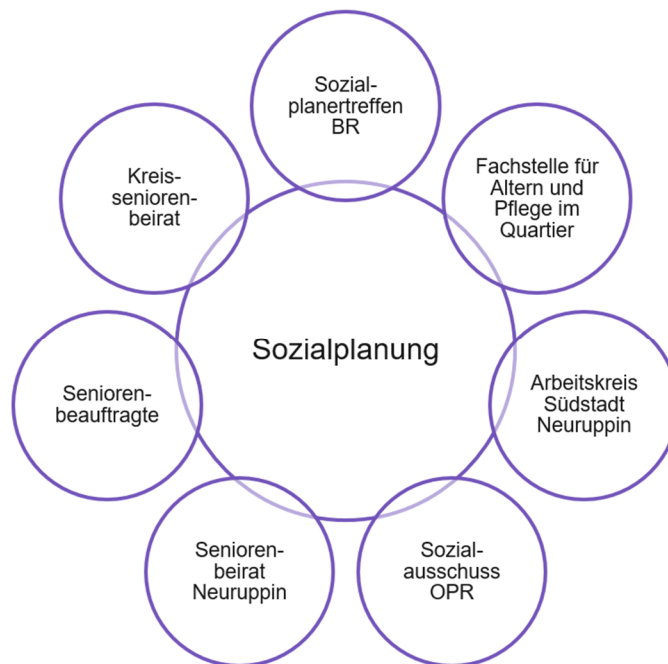 Sozial-
planertreffen
BR
Fachstelle für
Altern und
Pflege im
Quartier
Arbeitskreis
Südstadt
Neuruppin
Sozial-
ausschuss
OPR
Senioren-
beirat
Neuruppin
Senioren-
beauftragte
Kreis-
senioren-
beirat
Sozialplanung